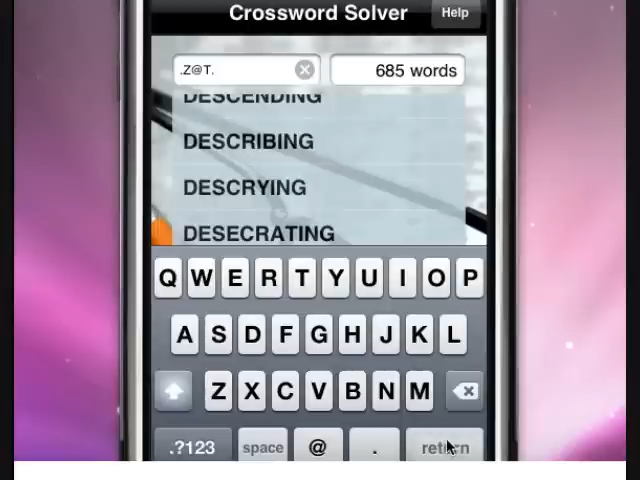 Crossword Solver
Help
.Z@T.
685 words
DESCENDING
DESCRIBING
DESCRYING
DESECRATING
Q W E R T Y U I O P
A S D F G H J K L
Z X C V B N M
.?123 space @ . return